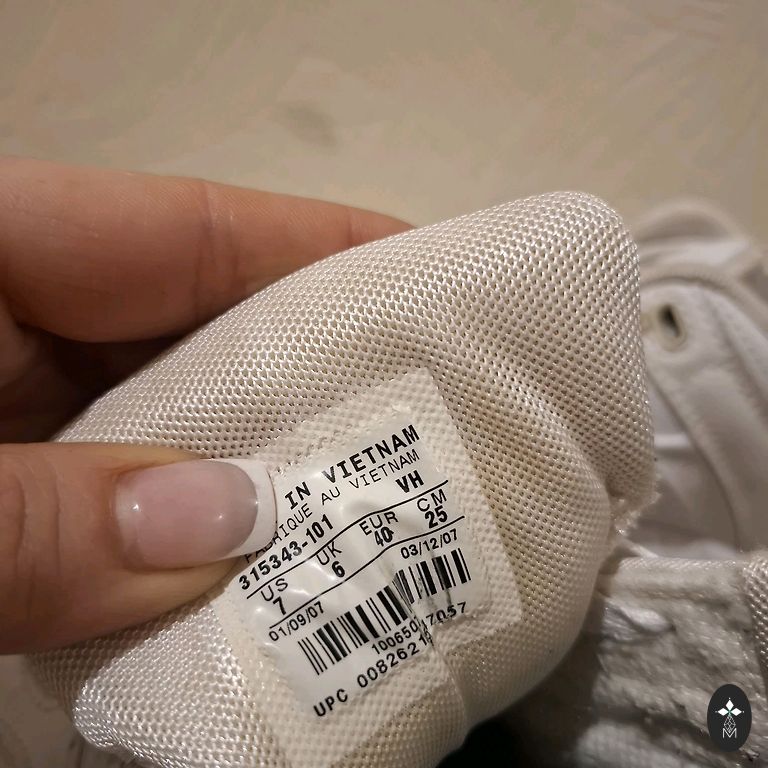 IN VIETNAM
FABRIQUE AU VIETNAM
315343-101 VH
US UK EUR CM
7 6 40 25
01/09/07 03/12/07
UPC
M